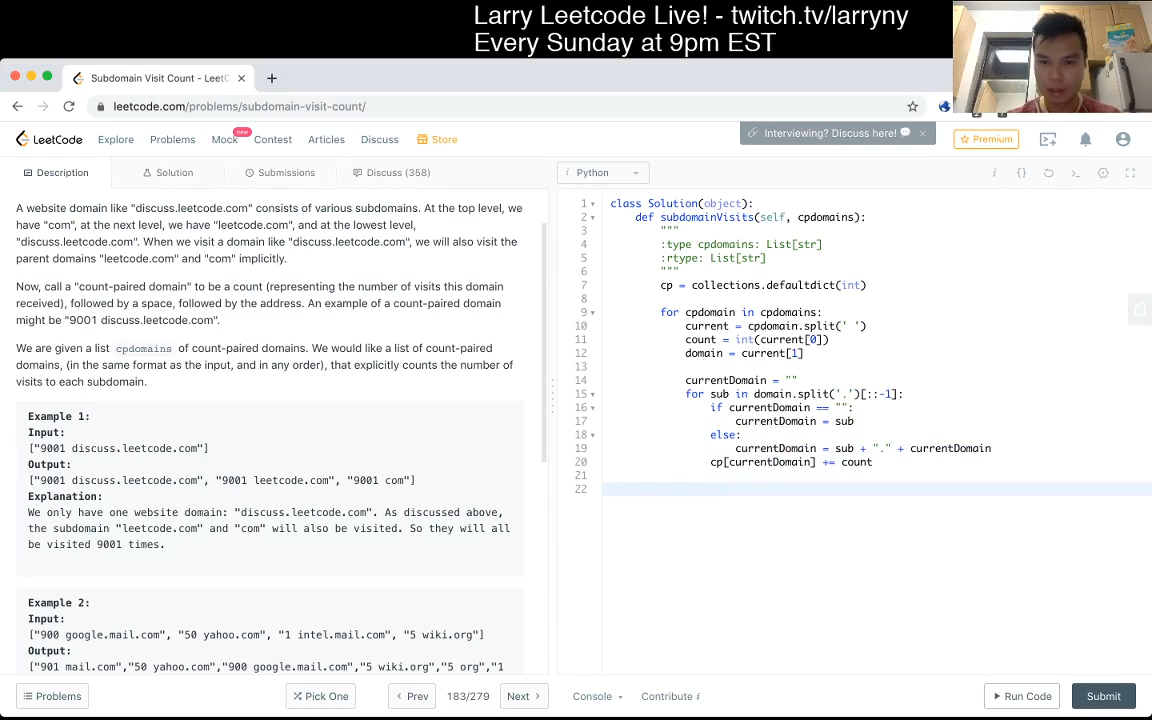 Larry Leetcode Live! - twitch.tv/larryny
Every Sunday at 9pm EST
Subdomain Visit Count - LeetC
leetcode.com/problems/subdomain-visit-count/
LeetCode Explore Problems Mock new Contest Articles Discuss Store
Interviewing? Discuss here!
Premium
Description Solution Submissions Discuss (358)
A website domain like "discuss.leetcode.com" consists of various subdomains. At the top level, we
have "com", at the next level, we have "leetcode.com", and at the lowest level,
"discuss.leetcode.com". When we visit a domain like "discuss.leetcode.com", we will also visit the
parent domains "leetcode.com" and "com" implicitly.
Now, call a "count-paired domain" to be a count (representing the number of visits this domain
received), followed by a space, followed by the address. An example of a count-paired domain
might be "9001 discuss.leetcode.com".
We are given a list cpdomains of count-paired domains. We would like a list of count-paired
domains, (in the same format as the input, and in any order), that explicitly counts the number of
visits to each subdomain.
Example 1:
Input:
["9001 discuss.leetcode.com"]
Output:
["9001 discuss.leetcode.com", "9001 leetcode.com", "9001 com"]
Explanation:
We only have one website domain: "discuss.leetcode.com". As discussed above,
the subdomain "leetcode.com" and "com" will also be visited. So they will all
be visited 9001 times.
Example 2:
Input:
["900 google.mail.com", "50 yahoo.com", "1 intel.mail.com", "5 wiki.org"]
Output:
["901 mail.com","50 yahoo.com","900 google.mail.com","5 wiki.org","5 org","1
i Python
1 class Solution(object):
2 def subdomainVisits(self, cpdomains):
3 """
4 :type cpdomains: List[str]
5 :rtype: List[str]
6 """
7 cp = collections.defaultdict(int)
8
9 for cpdomain in cpdomains:
10 current = cpdomain.split(' ')
11 count = int(current[0])
12 domain = current[1]
13
14 currentDomain = ""
15 for sub in domain.split('.')[::-1]:
16 if currentDomain == "":
17 currentDomain = sub
18 else:
19 currentDomain = sub + "." + currentDomain
20 cp[currentDomain] += count
21
22
Problems Pick One Prev 183/279 Next
Console Contribute i Run Code Submit